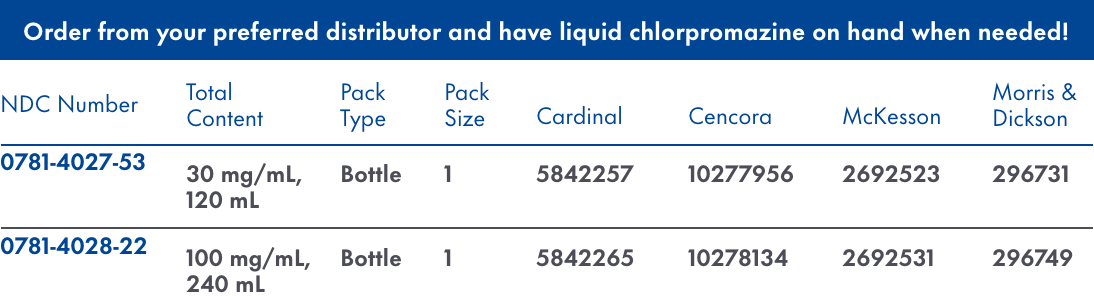 Order from your preferred distributor and have liquid chlorpromazine on hand when needed!
NDC Number Total Content Pack Type Pack Size Cardinal Cencora McKesson Morris & Dickson
0781-4027-53 30 mg/mL, 120 mL Bottle 1 5842257 10277956 2692523 296731
0781-4028-22 100 mg/mL, 240 mL Bottle 1 5842265 10278134 2692531 296749